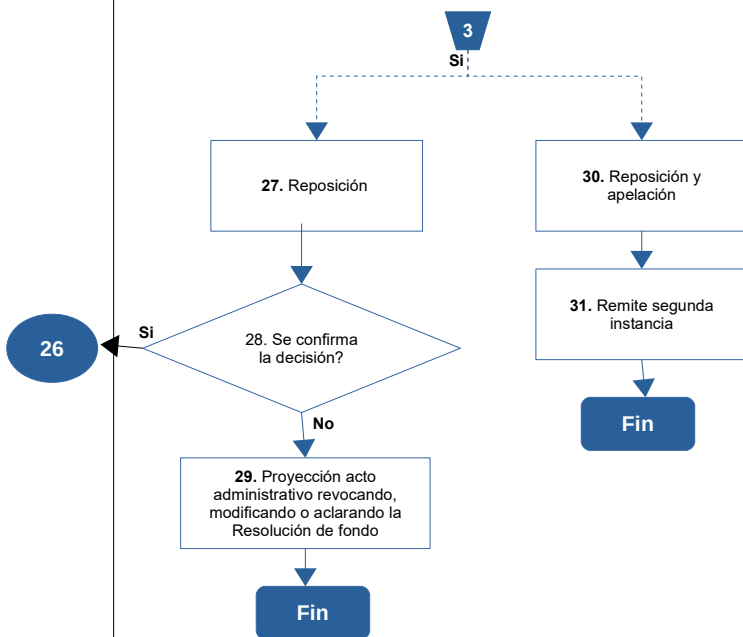 3
Si
27. Reposición
30. Reposición y
apelación
31. Remite segunda
instancia
26
Si
28. Se confirma
la decisión?
Fin
No
29. Proyección acto
administrativo revocando,
modificando o aclarando la
Resolución de fondo
Fin